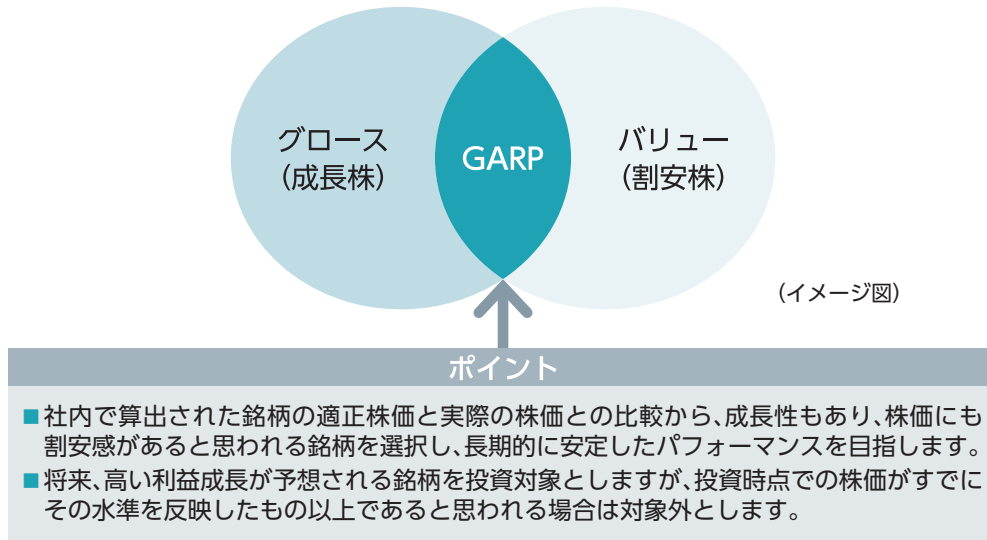 グロース
（成長株）
GARP
バリュー
（割安株）
（イメージ図）
ポイント
■社内で算出された銘柄の適正株価と実際の株価との比較から、成長性もあり、株価にも
割安感があると思われる銘柄を選択し、長期的に安定したパフォーマンスを目指します。
■将来、高い利益成長が予想される銘柄を投資対象としますが、投資時点での株価がすでに
その水準を反映したもの以上であると思われる場合は対象外とします。